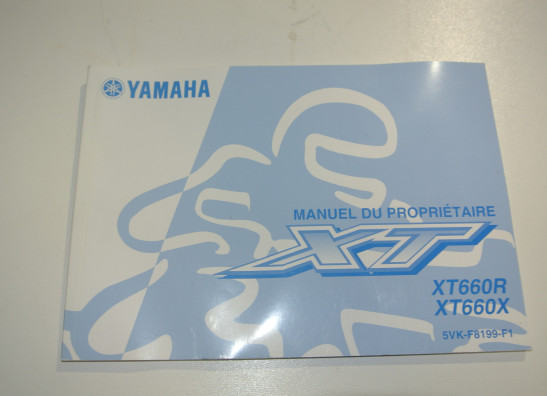 YAMAHA
MANUEL DU PROPRIÉTAIRE
XT
XT660R
XT660X
5VK-F8199-F1